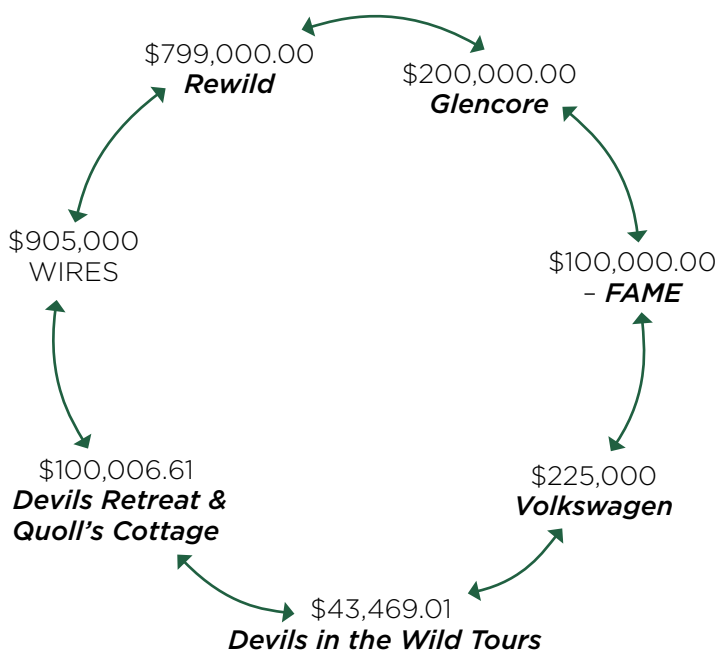 $799,000.00
Rewild
$200,000.00
Glencore
$905,000
WIRES
$100,000.00
– FAME
$100,006.61
Devils Retreat &
Quoll’s Cottage
$225,000
Volkswagen
$43,469.01
Devils in the Wild Tours